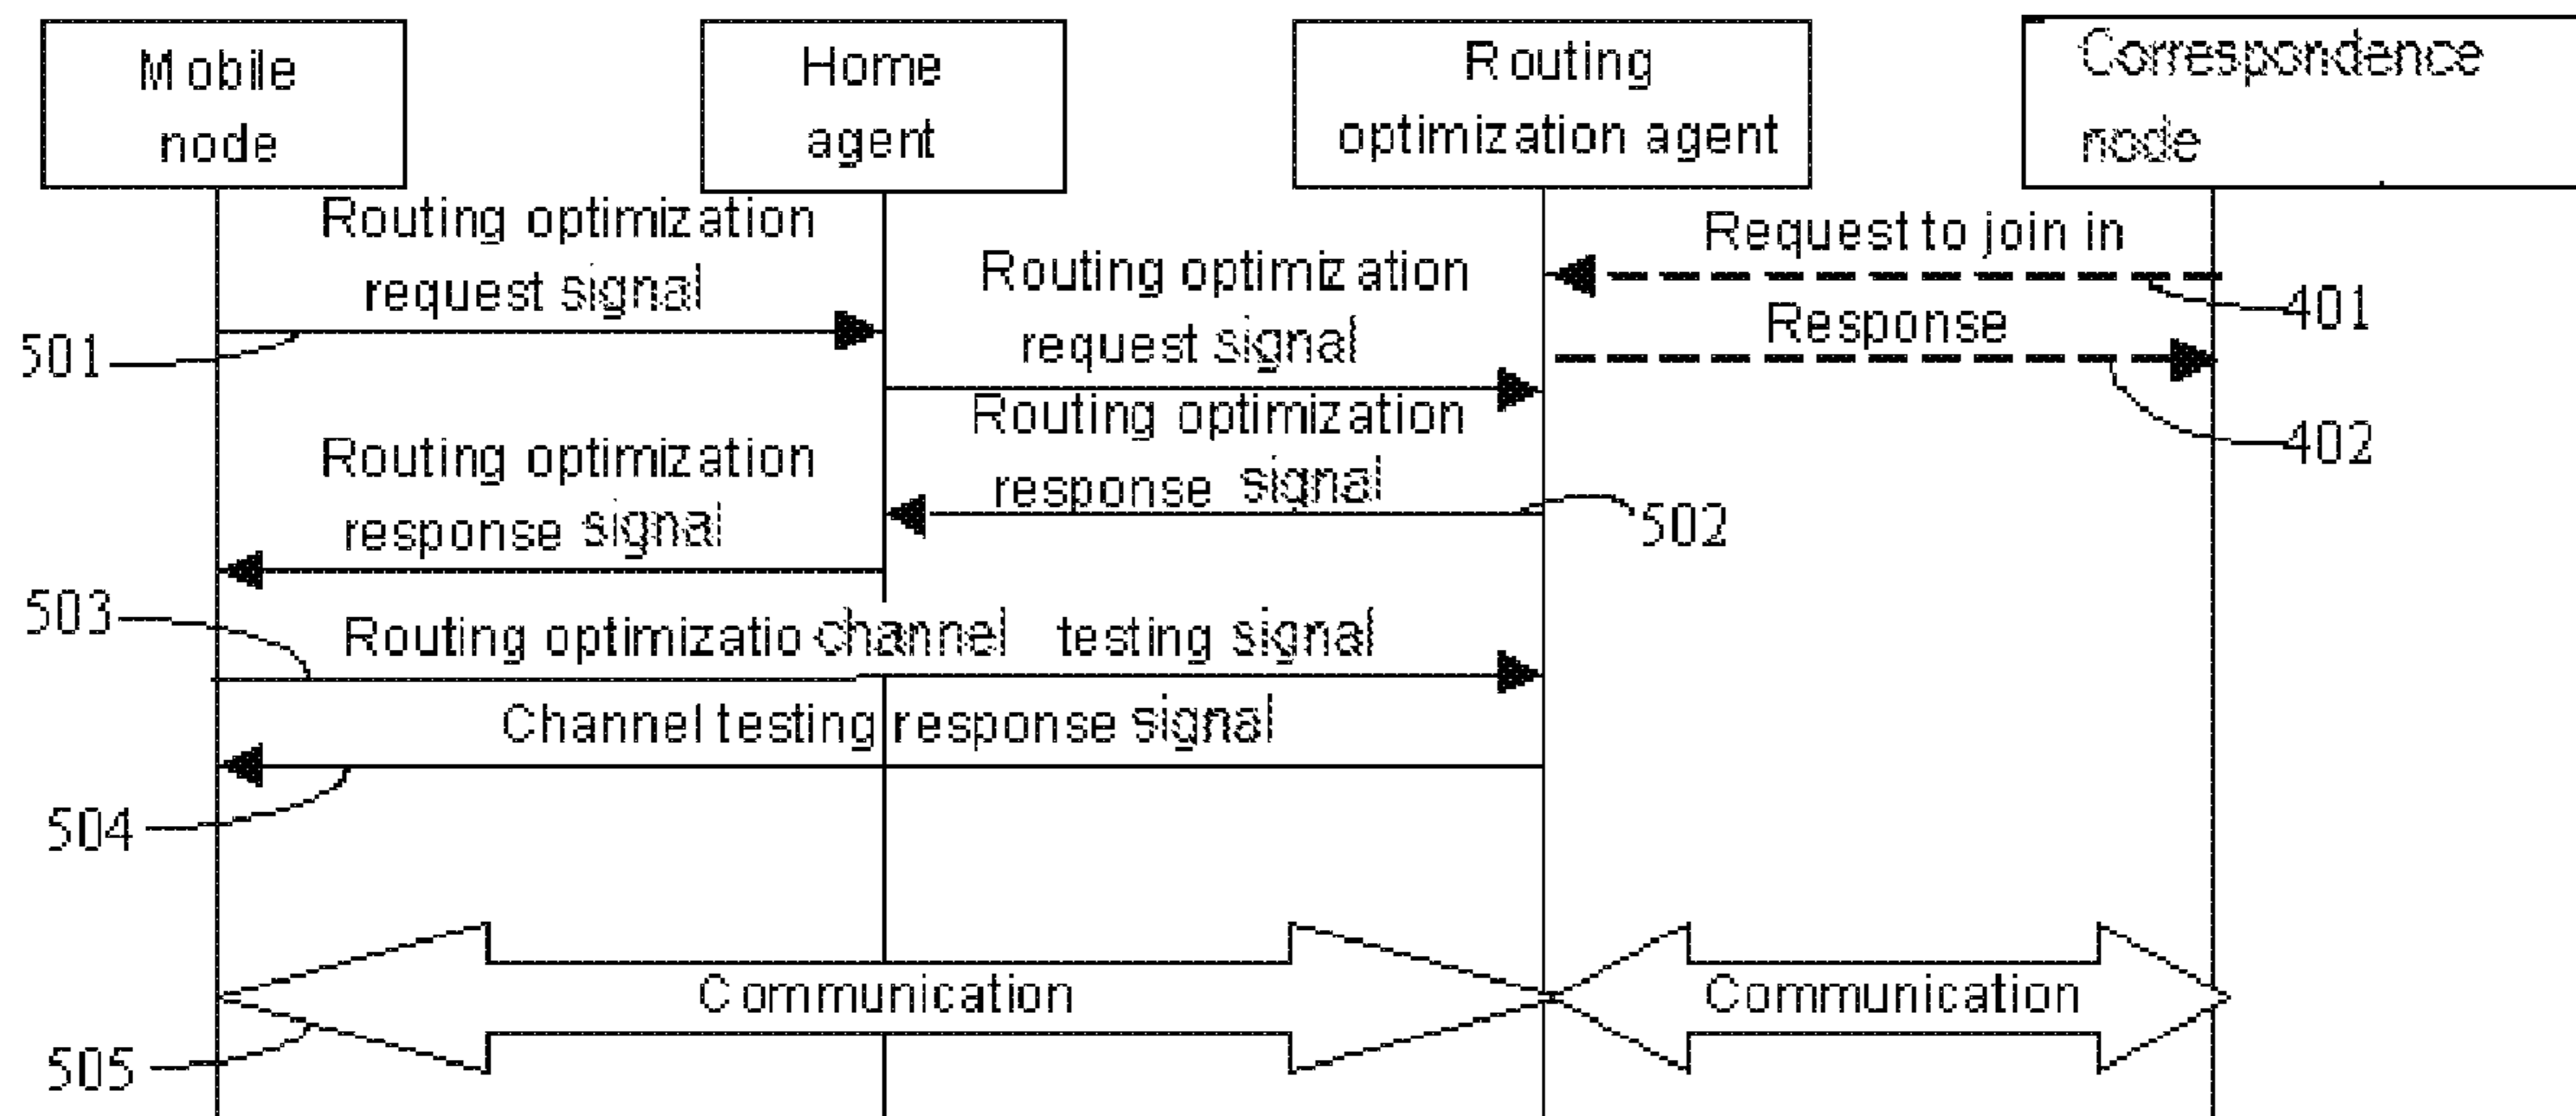 Mobile
node
Home
agent
Routing
optimization agent
Correspondence
node
Routing optimization
request signal
501
Routing optimization
request signal
Request to join in
401
Response
402
Routing optimization
response signal
502
Routing optimization
response signal
503
Routing optimizatio channel testing signal
Channel testing response signal
504
Communication
Communication
505